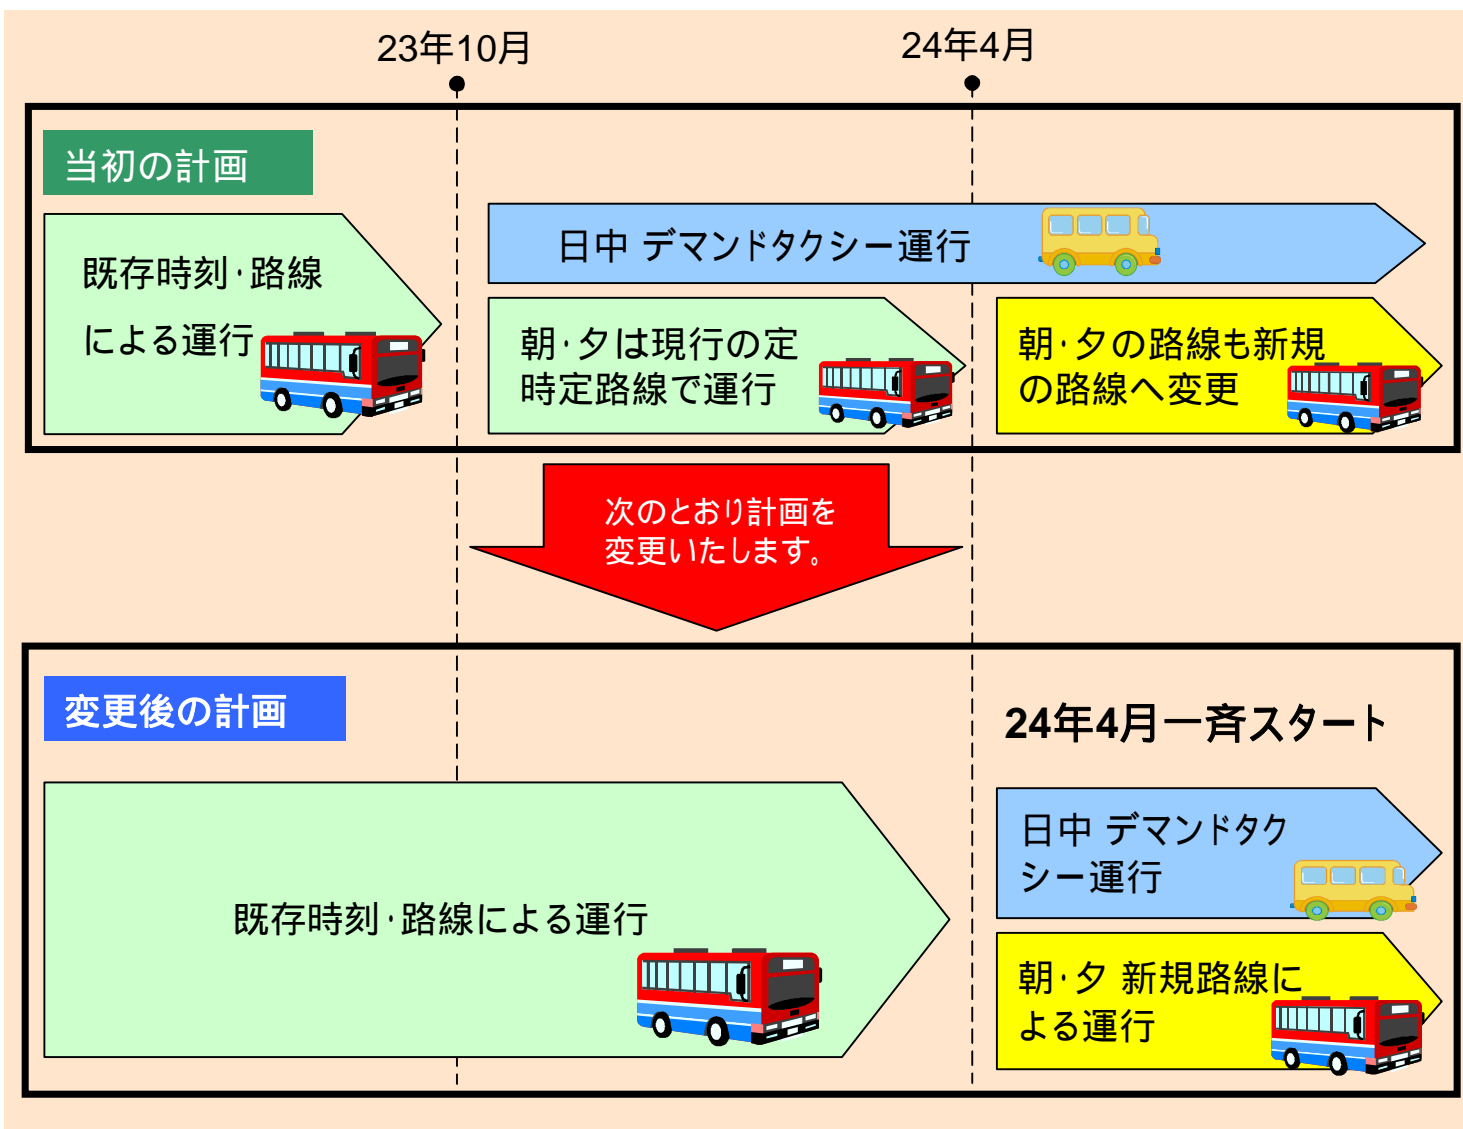 23年10月
24年4月
当初の計画
既存時刻・路線
による運行
日中 デマンドタクシー運行
朝・夕は現行の定
時定路線で運行
朝・夕の路線も新規
の路線へ変更
次のとおり計画を
変更いたします。
変更後の計画
24年4月一斉スタート
既存時刻・路線による運行
日中 デマンドタク
シー運行
朝・夕 新規路線に
よる運行